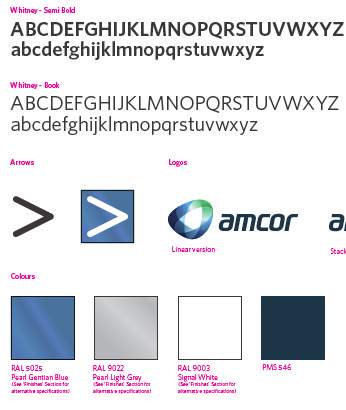 Whitney - Semi Bold
ABCDEFGHIJKLMNOPQRSTUVWXYZ
abcdefghijklmnopqrstuvwxyz
Whitney - Book
ABCDEFGHIJKLMNOPQRSTUVWXYZ
abcdefghijklmnopqrstuvwxyz
Arrows
Logos
amcor
a
Linear version
Stack
Colours
RAL 5025
Pearl Gentian Blue
(See 'Finishes' Section for
alternative specifications)
RAL 9022
Pearl Light Grey
(See 'Finishes' Section for
alternative specifications)
RAL 9003
Signal White
(See 'Finishes' Section for
alternative specifications)
PMS 546